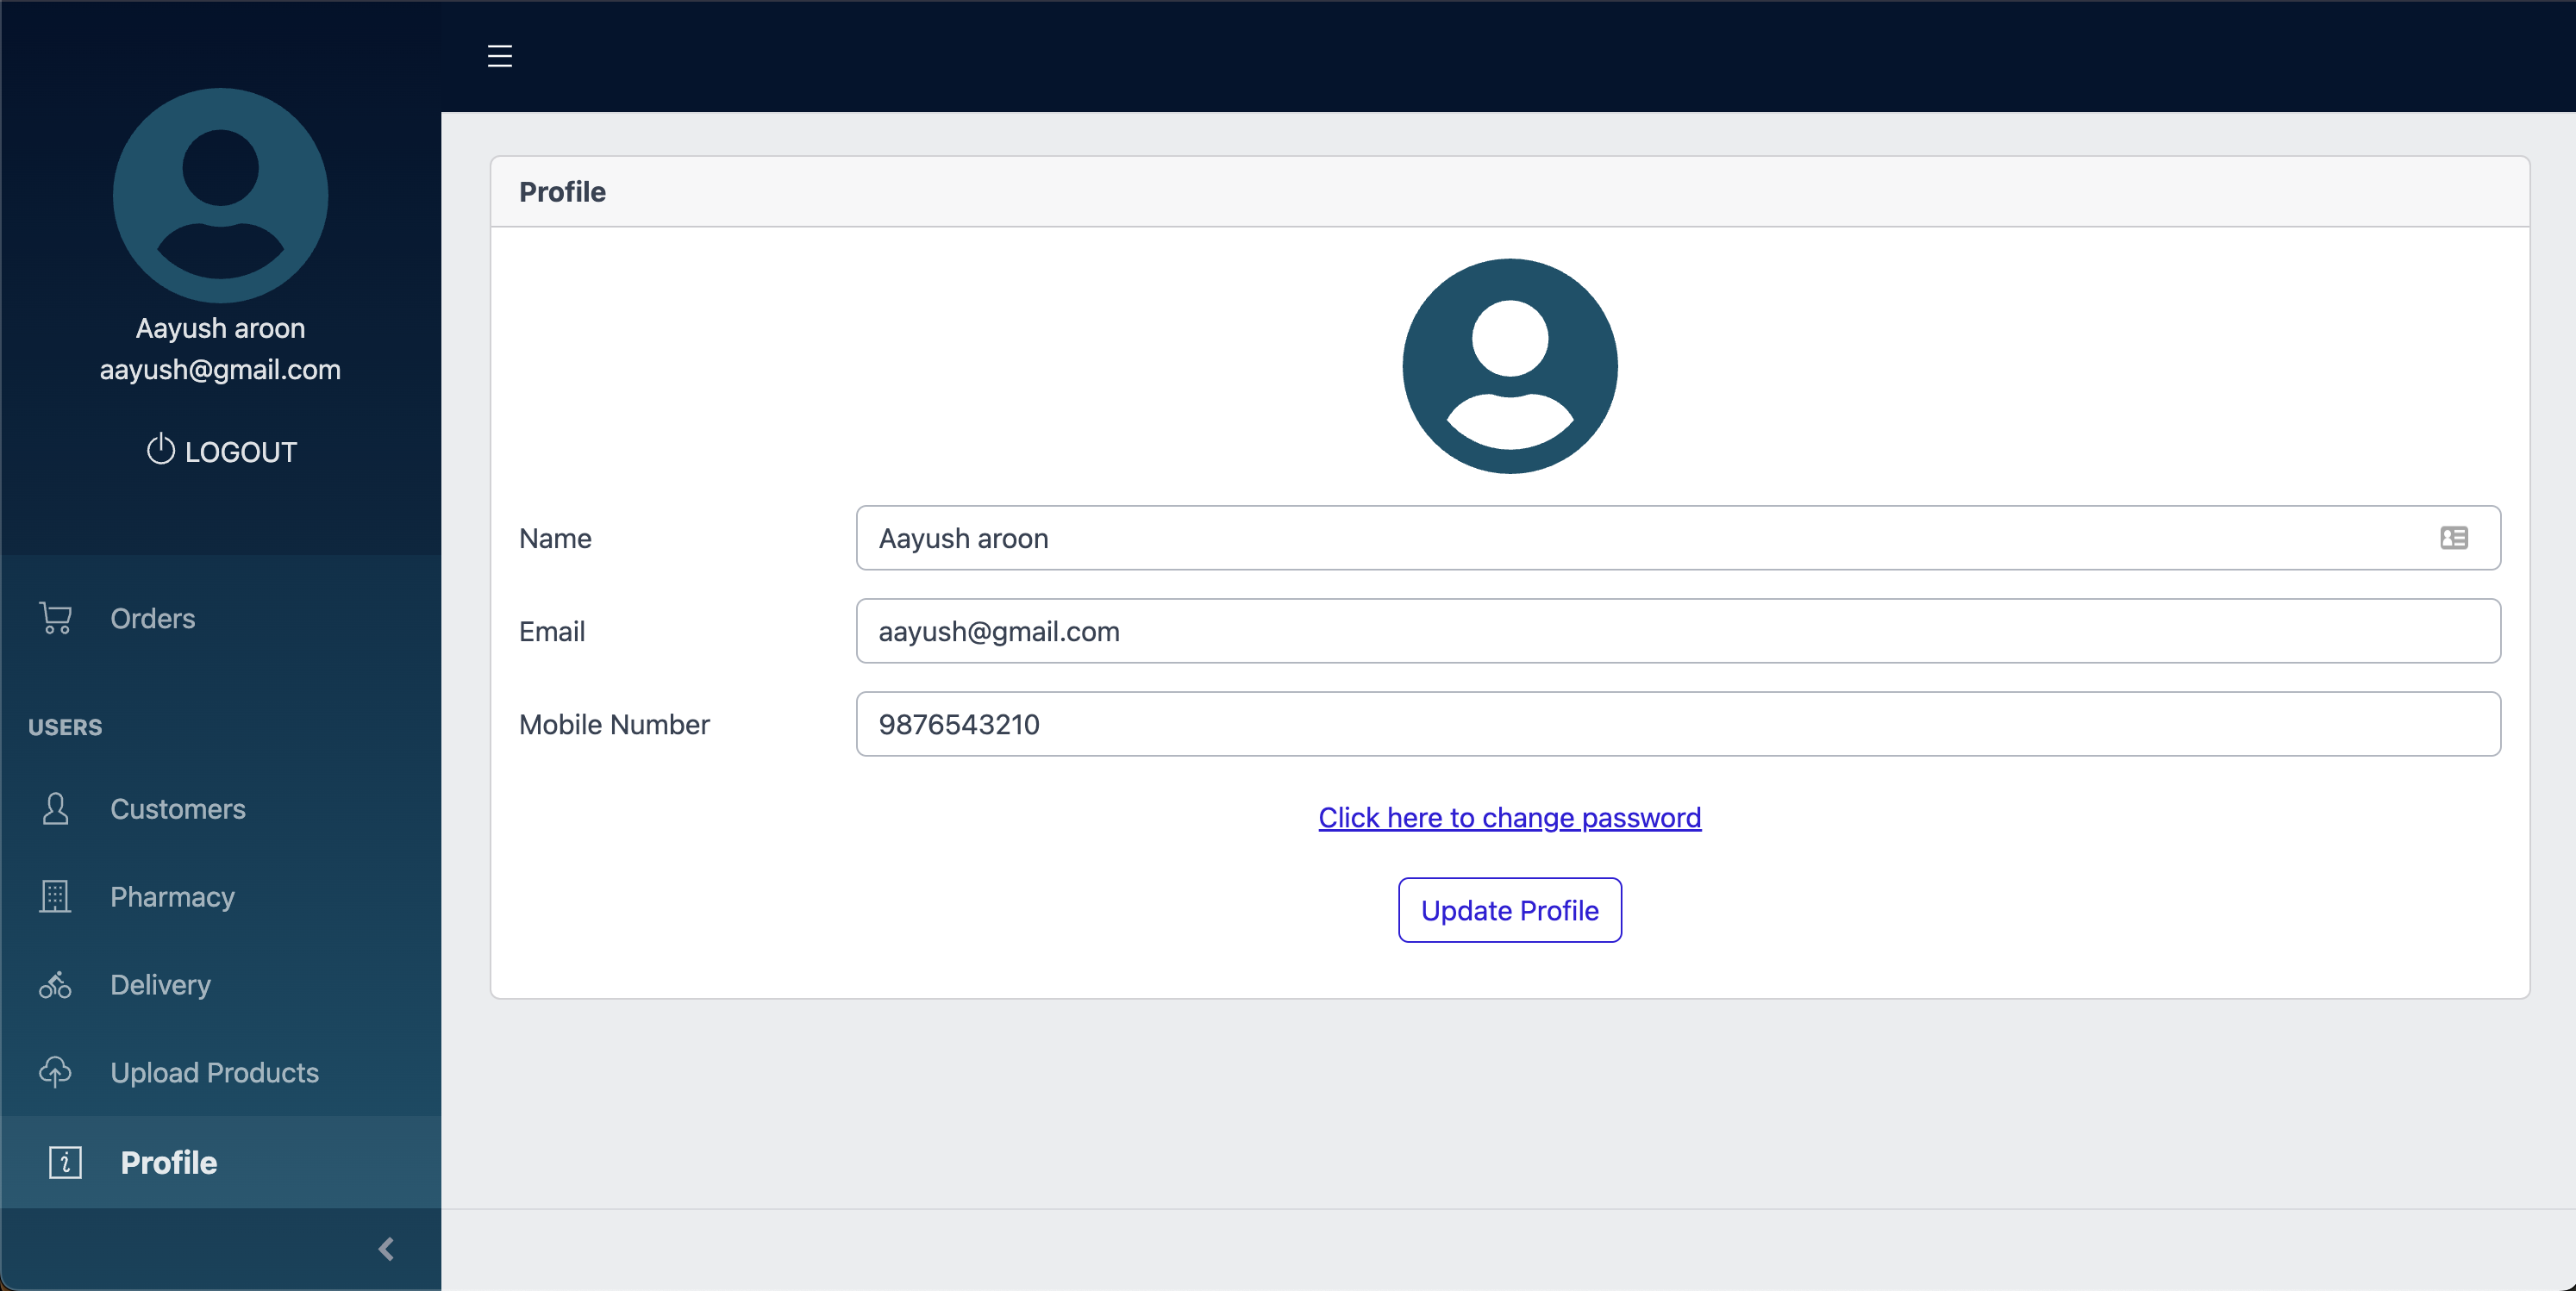 Aayush aroon
aayush@gmail.com
LOGOUT
Orders
USERS
Customers
Pharmacy
Delivery
Upload Products
Profile
Profile
Name
Aayush aroon
Email
aayush@gmail.com
Mobile Number
9876543210
Click here to change password
Update Profile